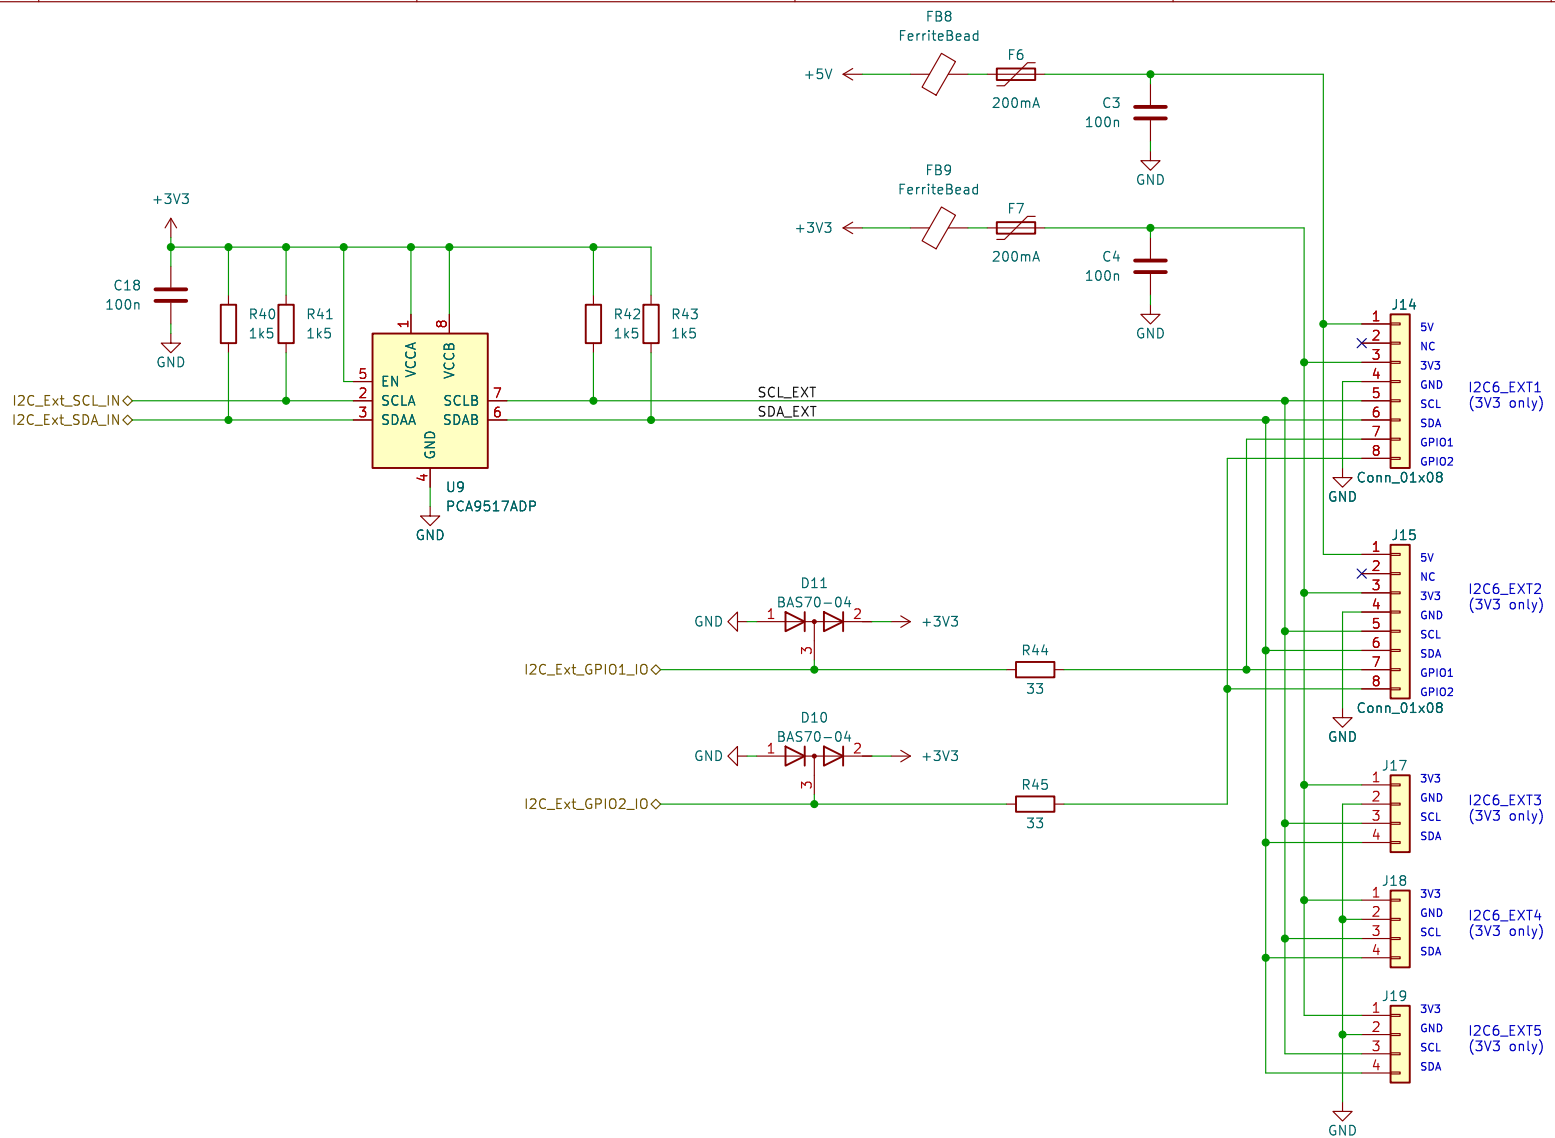 FB8
FerriteBead
F6
+5V
200mA
C3
100n
GND
FB9
FerriteBead
F7
+3V3
200mA
C4
100n
GND
+3V3
C18
100n
GND
R40
1k5
R41
1k5
R42
1k5
R43
1k5
1
8
VCCA
VCCB
5
EN
I2C_Ext_SCL_IN
2
SCLA
SCLB
7
SCL_EXT
I2C_Ext_SDA_IN
3
SDAA
SDAB
6
SDA_EXT
GND
4
U9
PCA9517ADP
GND
J14
1
5V
2
NC
3
3V3
4
GND
5
SCL
6
SDA
7
GPIO1
8
GPIO2
Conn_01x08
GND
I2C6_EXT1
(3V3 only)
J15
1
5V
2
NC
3
3V3
4
GND
5
SCL
6
SDA
7
GPIO1
8
GPIO2
Conn_01x08
GND
I2C6_EXT2
(3V3 only)
D11
BAS70-04
GND
1
2
+3V3
3
I2C_Ext_GPIO1_IO
R44
33
D10
BAS70-04
GND
1
2
+3V3
3
I2C_Ext_GPIO2_IO
R45
33
J17
1
3V3
2
GND
3
SCL
4
SDA
I2C6_EXT3
(3V3 only)
J18
1
3V3
2
GND
3
SCL
4
SDA
I2C6_EXT4
(3V3 only)
J19
1
3V3
2
GND
3
SCL
4
SDA
I2C6_EXT5
(3V3 only)
GND